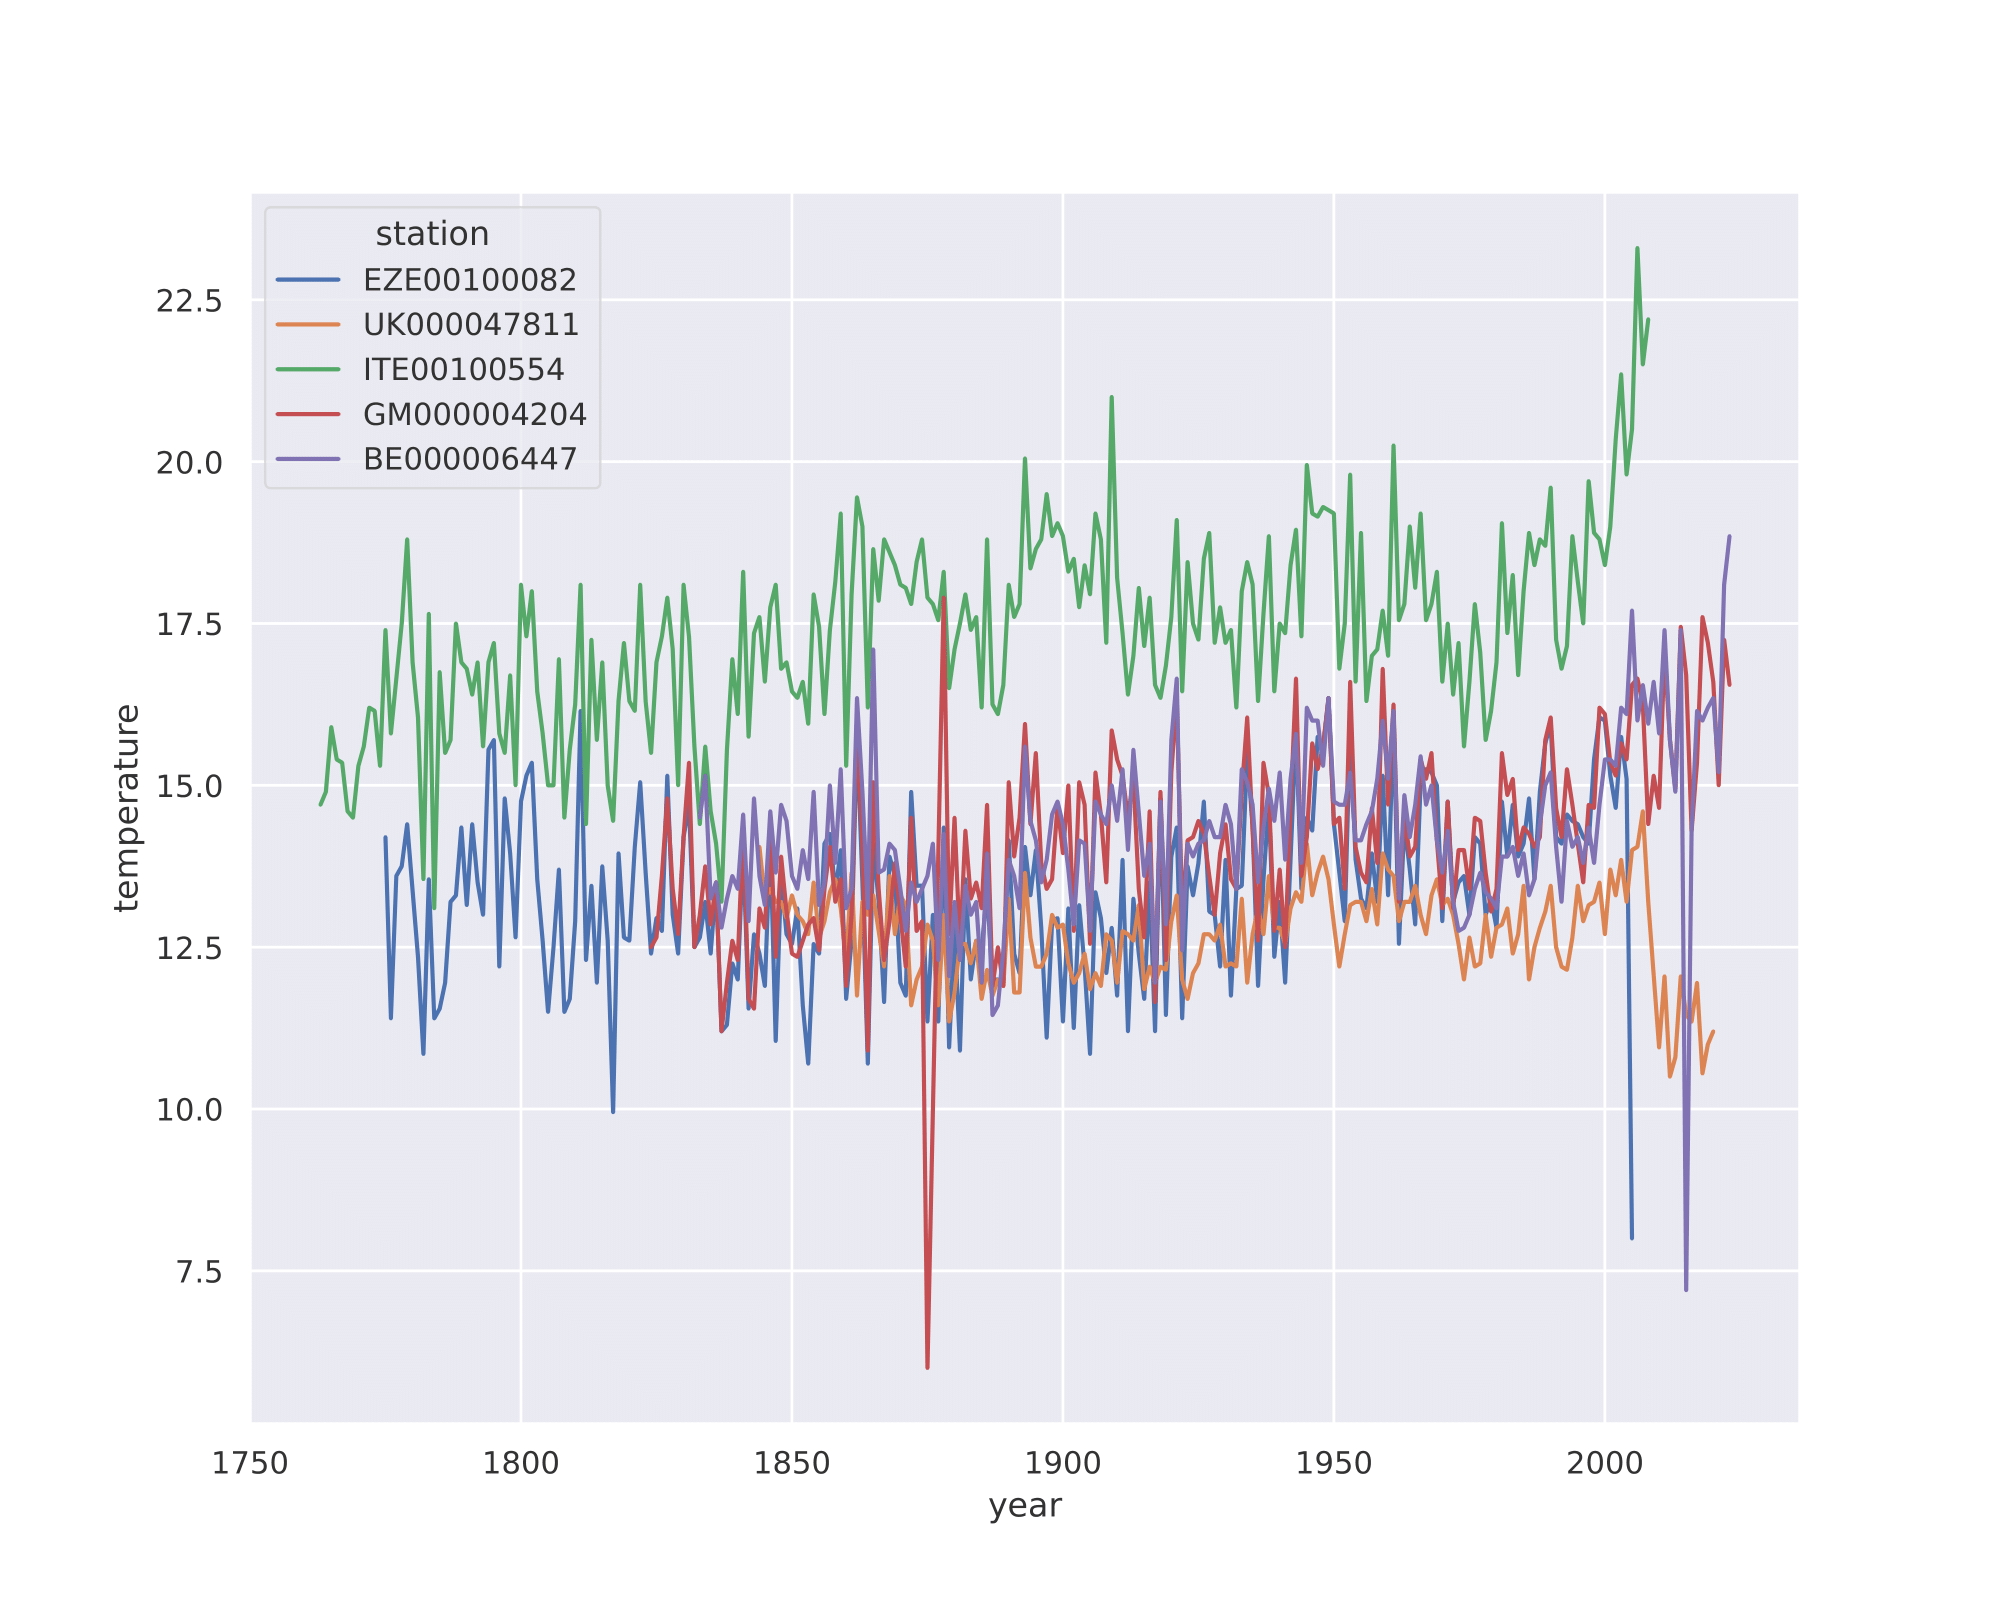 station
EZE00100082
UK000047811
ITE00100554
GM000004204
BE000006447
22.5
20.0
17.5
15.0
12.5
10.0
7.5
temperature
1750 1800 1850 1900 1950 2000
year